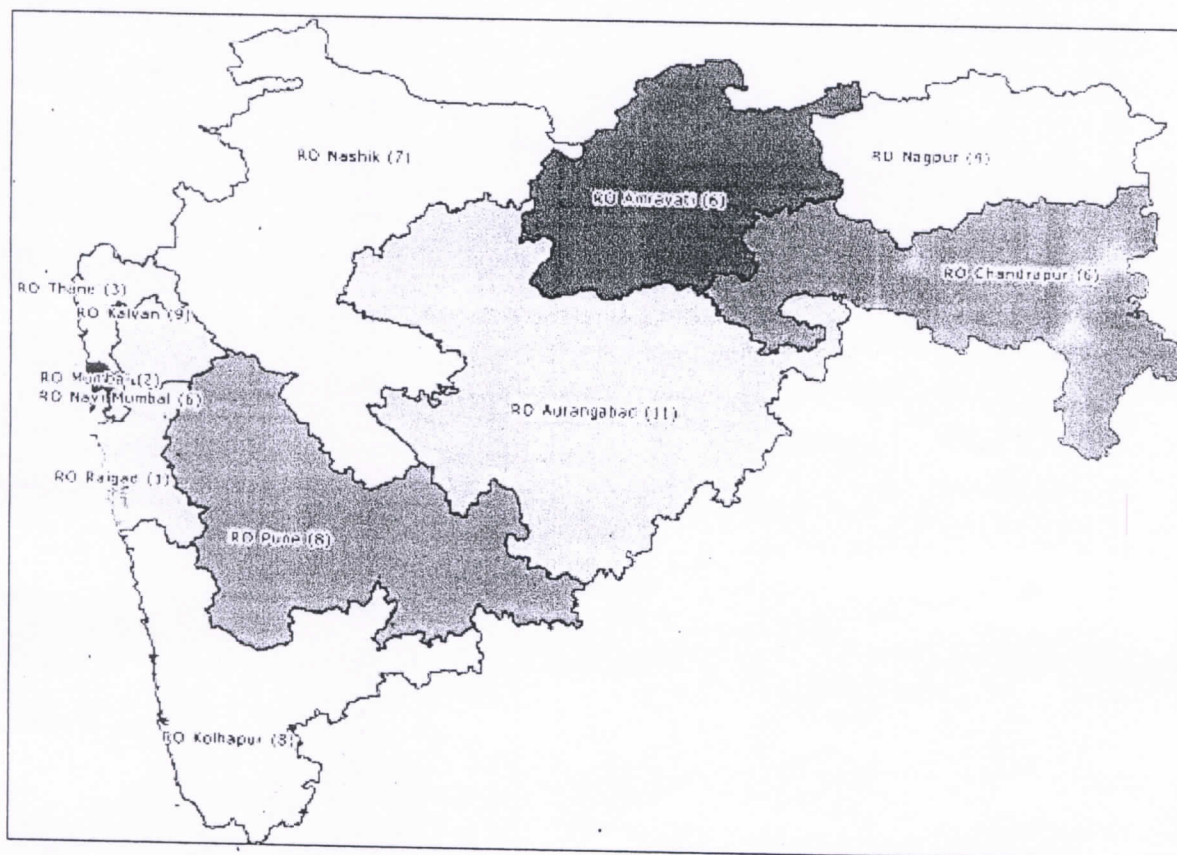 RO Nashik (7)
RO Nagpur (4)
RO Amravati (6)
RO Chandrapur (6)
RO Thane (3)
RO Kalyan (9)
RO Mumbai (2)
RO Navi Mumbai (6)
RO Aurangabad (11)
RO Raigad
RO Pune (8)
RO Kolhapur (8)